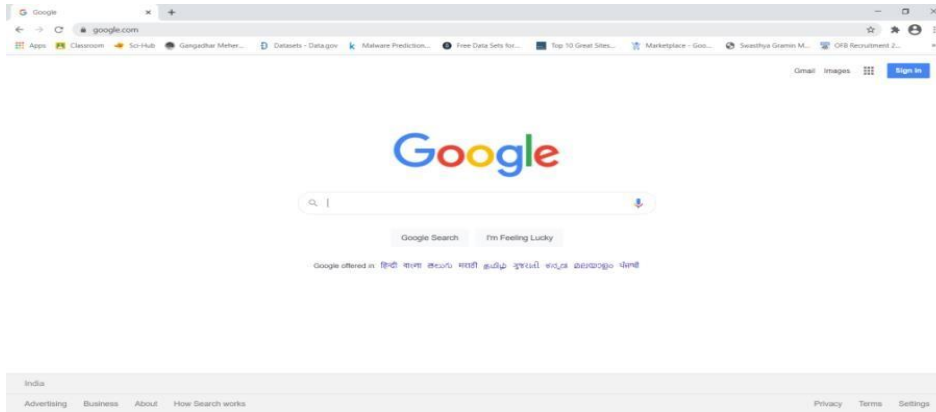 Google
google.com
Apps Classroom Sci-Hub Gangadhar Meher... Datasets - Data.gov Malware Prediction... Free Data Sets for... Top 10 Great Sites... Marketplace - Goo... Swasthya Gramin M... OFB Recruitment 2...
Gmail Images Sign in
Google
Google Search I'm Feeling Lucky
Google offered in: हिन्दी বাংলা తెలుగు मराठी தமிழ் ગુજરાતી ಕನ್ನಡ മലയാളം ਪੰਜਾਬੀ
India
Advertising Business About How Search works Privacy Terms Settings